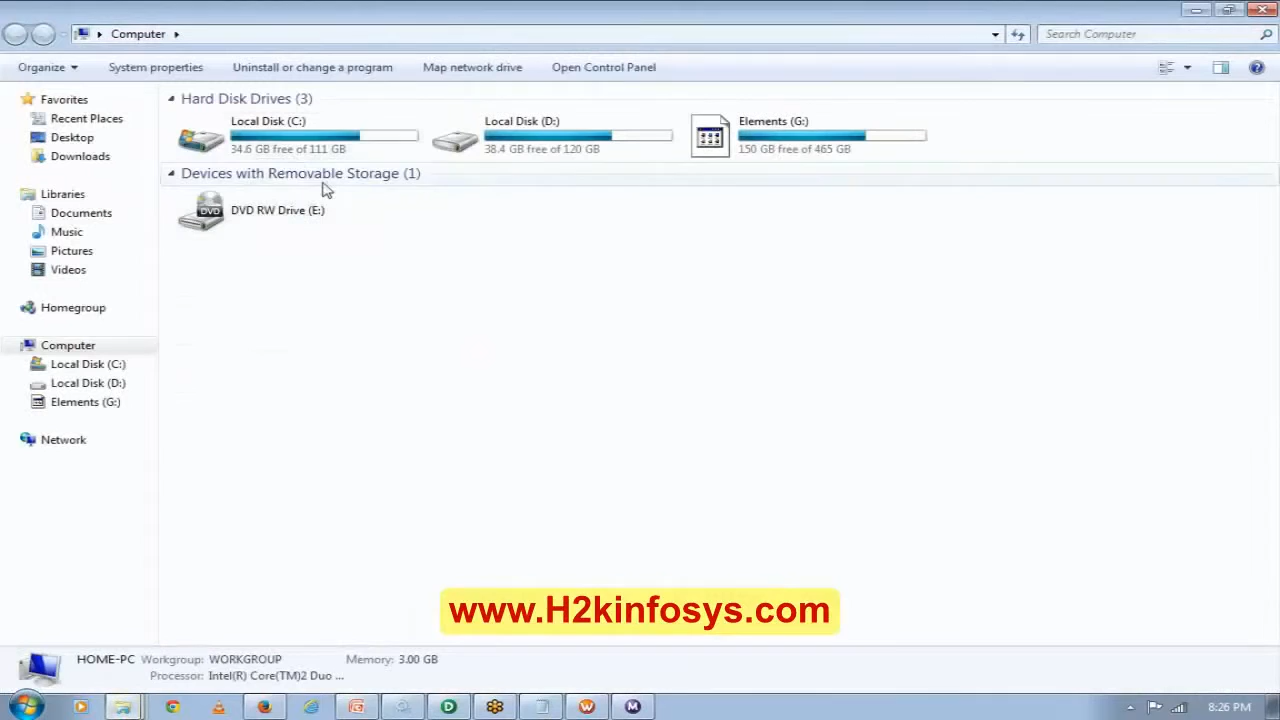 Computer
Search Computer
Organize
System properties
Uninstall or change a program
Map network drive
Open Control Panel
Favorites
Recent Places
Desktop
Downloads
Libraries
Documents
Music
Pictures
Videos
Homegroup
Computer
Local Disk (C:)
Local Disk (D:)
Elements (G:)
Network
Hard Disk Drives (3)
Local Disk (C:)
34.6 GB free of 111 GB
Local Disk (D:)
38.4 GB free of 120 GB
Elements (G:)
150 GB free of 465 GB
Devices with Removable Storage (1)
DVD
DVD RW Drive (E:)
www.H2kinfosys.com
HOME-PC Workgroup: WORKGROUP Memory: 3.00 GB
Processor: Intel(R) Core(TM)2 Duo ...
8:26 PM